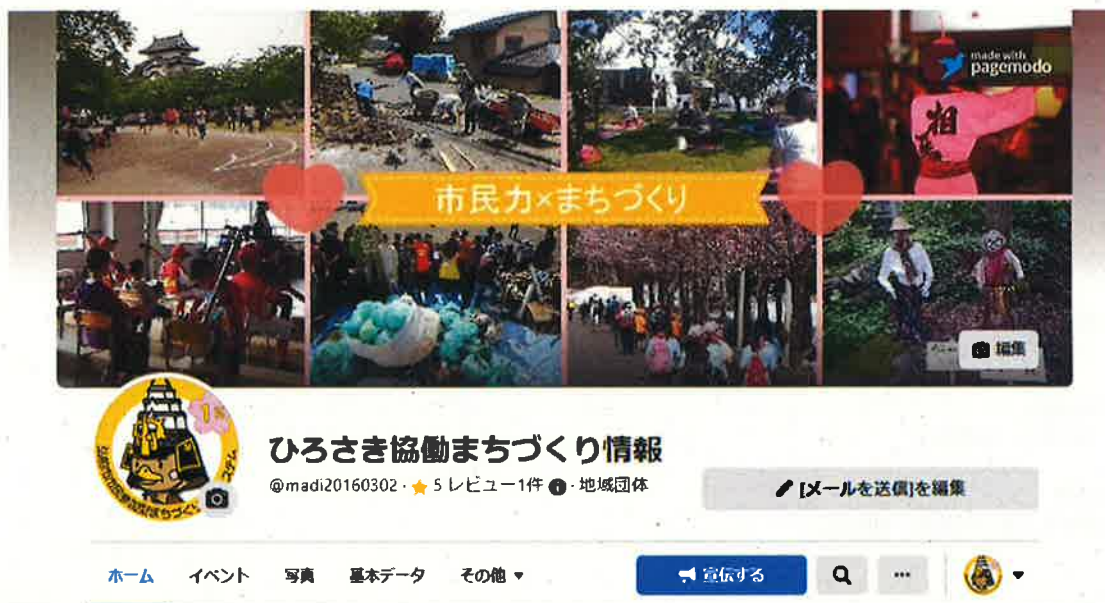 made with
pagemodo
市民力×まちづくり
編集
1%
ひろさき協働まちづくり情報
@madi20160302・ 5 レビュー1件 ・地域団体
[メールを送信]を編集
ホーム イベント 写真 基本データ その他 ▼
宣伝する